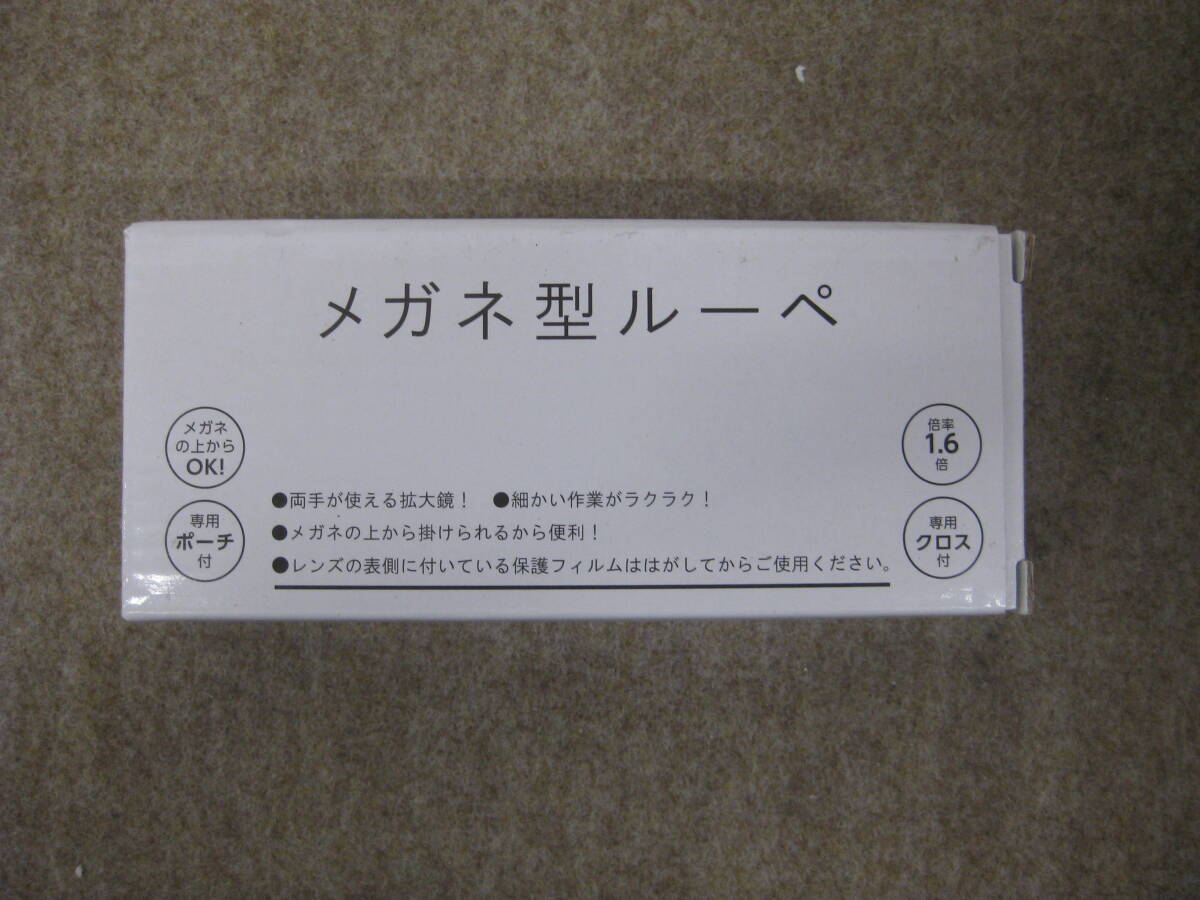 メガネ型ルーペ
メガネ
の上から
OK!
専用
ポーチ
付
●両手が使える拡大鏡！ ●細かい作業がラクラク！
●メガネの上から掛けられるから便利！
●レンズの表側に付いている保護フィルムははがしてからご使用ください。
倍率
1.6
倍
専用
クロス
付